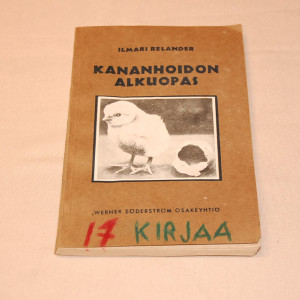 ILMARI RELANDER
KANANHOIDON
ALKUOPAS
WERNER SÖDERSTRÖM OSAKEYHTIÖ
17 KIRJAA